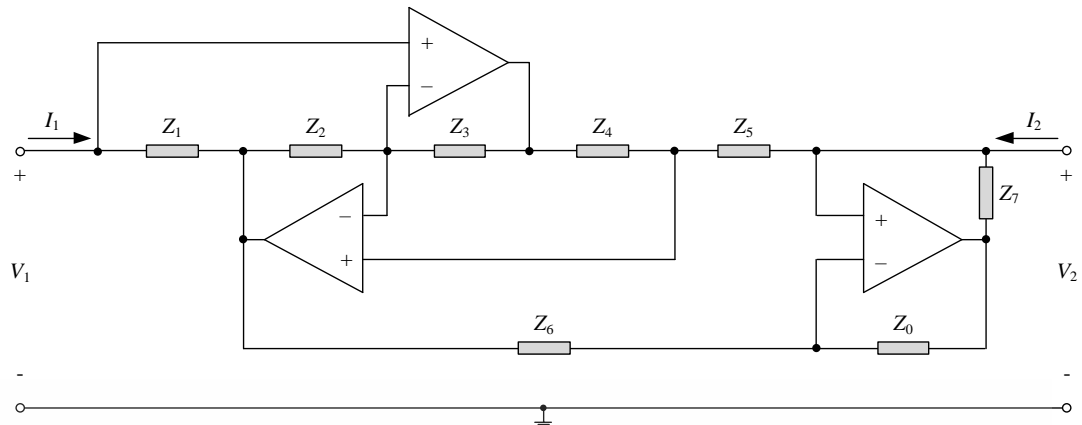 +
−
I1
Z1
Z2
Z3
Z4
Z5
I2
+
+
−
+
Z7
+
−
V1
V2
Z6
Z0
-
-